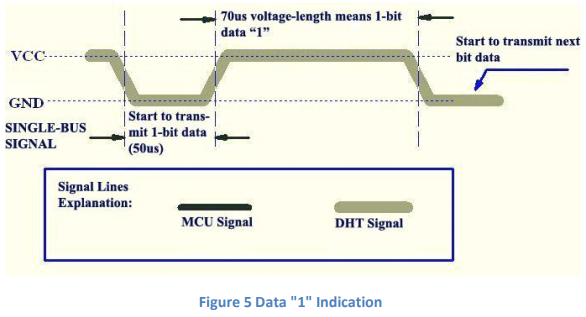 70us voltage-length means 1-bit
data “1”
VCC
Start to transmit next
bit data
GND
SINGLE-BUS
SIGNAL
Start to trans-
mit 1-bit data
(50us)
Signal Lines
Explanation:
MCU Signal
DHT Signal
Figure 5 Data "1" Indication